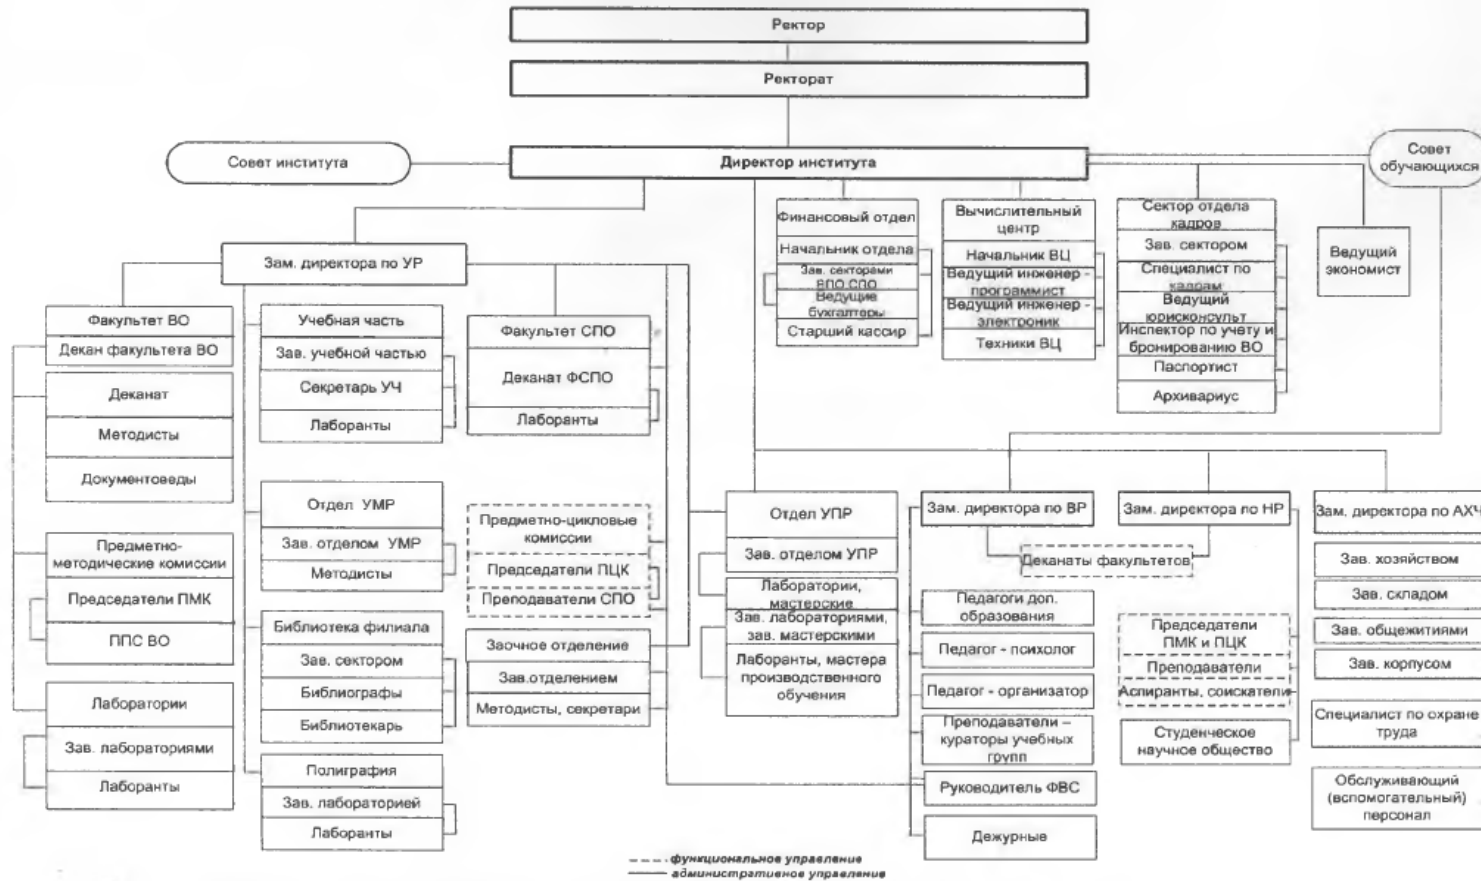 Ректор
Ректорат
Директор института
Совет института
Совет
обучающихся
Финансовый отдел
Начальник отдела
Зав. секторами
ВПО СПО
Ведущие
бухгалтеры
Старший кассир
Вычислительный
центр
Начальник ВЦ
Ведущий инженер -
программист
Ведущий инженер -
электроник
Техники ВЦ
Сектор отдела
кадров
Зав. сектором
Специалист по
кадрам
Ведущий
юрисконсульт
Инспектор по учету и
бронированию ВО
Паспортист
Архивариус
Ведущий
экономист
Зам. директора по УР
Факультет ВО
Декан факультета ВО
Деканат
Методисты
Документоведы
Предметно-
методические комиссии
Председатели ПМК
ППС ВО
Лаборатории
Зав. лабораториями
Лаборанты
Учебная часть
Зав. учебной частью
Секретарь УЧ
Лаборанты
Отдел УМР
Зав. отделом УМР
Методисты
Библиотека филиала
Зав. сектором
Библиографы
Библиотекарь
Полиграфия
Зав. лабораторией
Лаборанты
Факультет СПО
Деканат ФСПО
Лаборанты
Предметно-цикловые
комиссии
Председатели ПЦК
Преподаватели СПО
Заочное отделение
Зав.отделением
Методисты, секретари
Отдел УПР
Зав. отделом УПР
Лаборатории,
мастерские
Зав. лабораториями,
зав. мастерскими
Лаборанты, мастера
производственного
обучения
Зам. директора по ВР
Деканаты факультетов
Педагоги доп.
образования
Педагог - психолог
Педагог - организатор
Преподаватели –
кураторы учебных
групп
Руководитель ФВС
Дежурные
Зам. директора по НР
Председатели
ПМК и ПЦК
Преподаватели
Аспиранты, соискатели
Студенческое
научное общество
Зам. директора по АХЧ
Зав. хозяйством
Зав. складом
Зав. общежитиями
Зав. корпусом
Специалист по охране
труда
Обслуживающий
(вспомогательный)
персонал
функциональное управление
административное управление